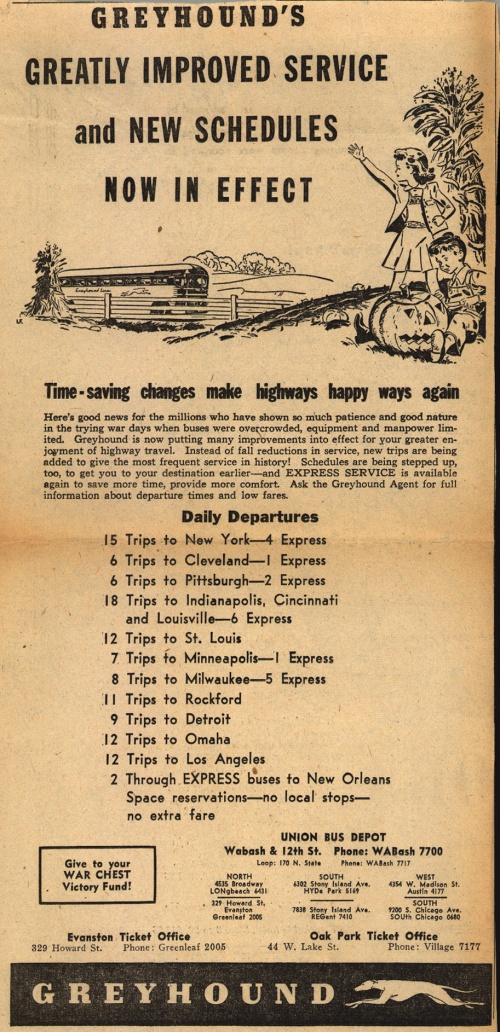 GREYHOUND'S
GREATLY IMPROVED SERVICE
and NEW SCHEDULES
NOW IN EFFECT
Greyhound Lines
Time-saving changes make highways happy ways again
Here's good news for the millions who have shown so much patience and good nature
in the trying war days when buses were overcrowded, equipment and manpower lim-
ited. Greyhound is now putting many improvements into effect for your greater en-
joyment of highway travel. Instead of fall reductions in service, new trips are being
added to give the most frequent service in history! Schedules are being stepped up,
too, to get you to your destination earlier—and EXPRESS SERVICE is available
again to save more time, provide more comfort. Ask the Greyhound Agent for full
information about departure times and low fares.
Daily Departures
15 Trips to New York—4 Express
6 Trips to Cleveland—1 Express
6 Trips to Pittsburgh—2 Express
18 Trips to Indianapolis, Cincinnati
and Louisville—6 Express
12 Trips to St. Louis
7 Trips to Minneapolis—1 Express
8 Trips to Milwaukee—5 Express
11 Trips to Rockford
9 Trips to Detroit
12 Trips to Omaha
12 Trips to Los Angeles
2 Through EXPRESS buses to New Orleans
Space reservations—no local stops—
no extra fare
Give to your
WAR CHEST
Victory Fund!
UNION BUS DEPOT
Wabash & 12th St. Phone: WABash 7700
Loop: 170 N. State Phone: WABash 7717
NORTH
4535 Broadway
LONgbeach 6431
329 Howard St.
Evanston
Greenleaf 2005
SOUTH
6302 Stony Island Ave.
HYDe Park 5169
7838 Stony Island Ave.
REGent 7410
WEST
4354 W. Madison St.
Austin 4177
SOUTH
9200 S. Chicago Ave.
SOUth Chicago 0680
Evanston Ticket Office
329 Howard St. Phone: Greenleaf 2005
Oak Park Ticket Office
44 W. Lake St. Phone: Village 7177
GREYHOUND